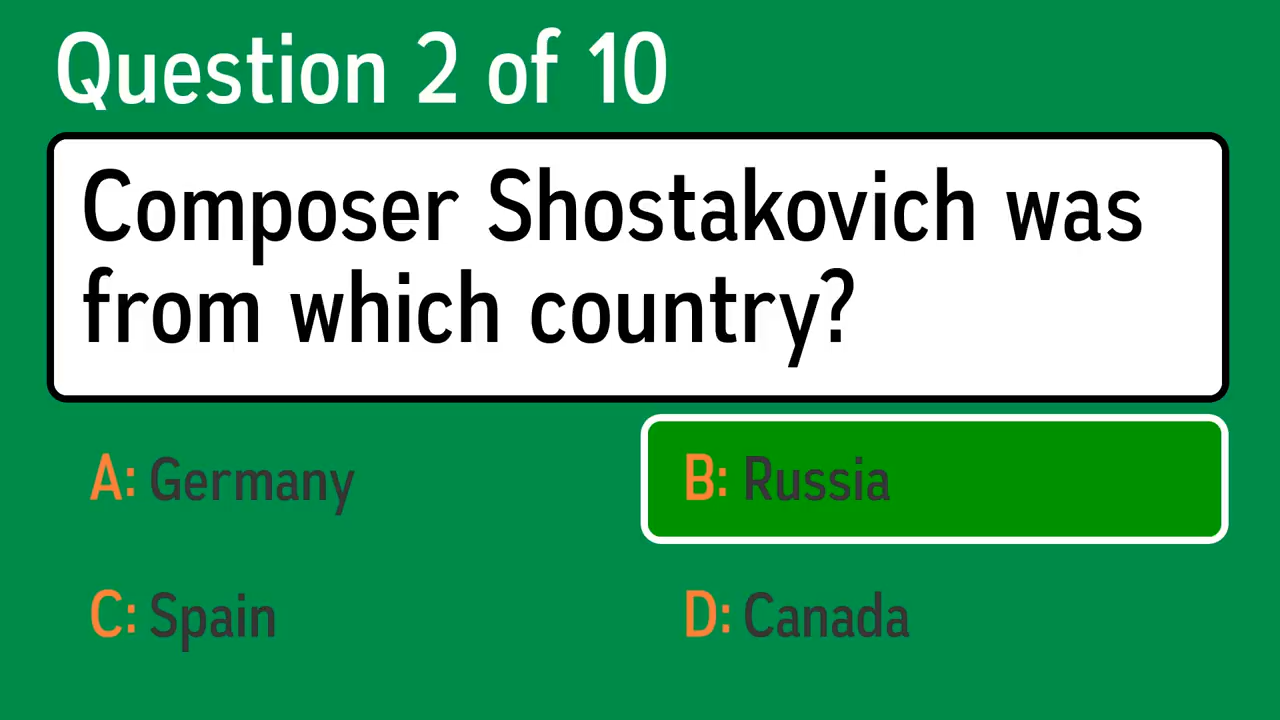 Question 2 of 10
Composer Shostakovich was
from which country?
A: Germany
B: Russia
C: Spain
D: Canada